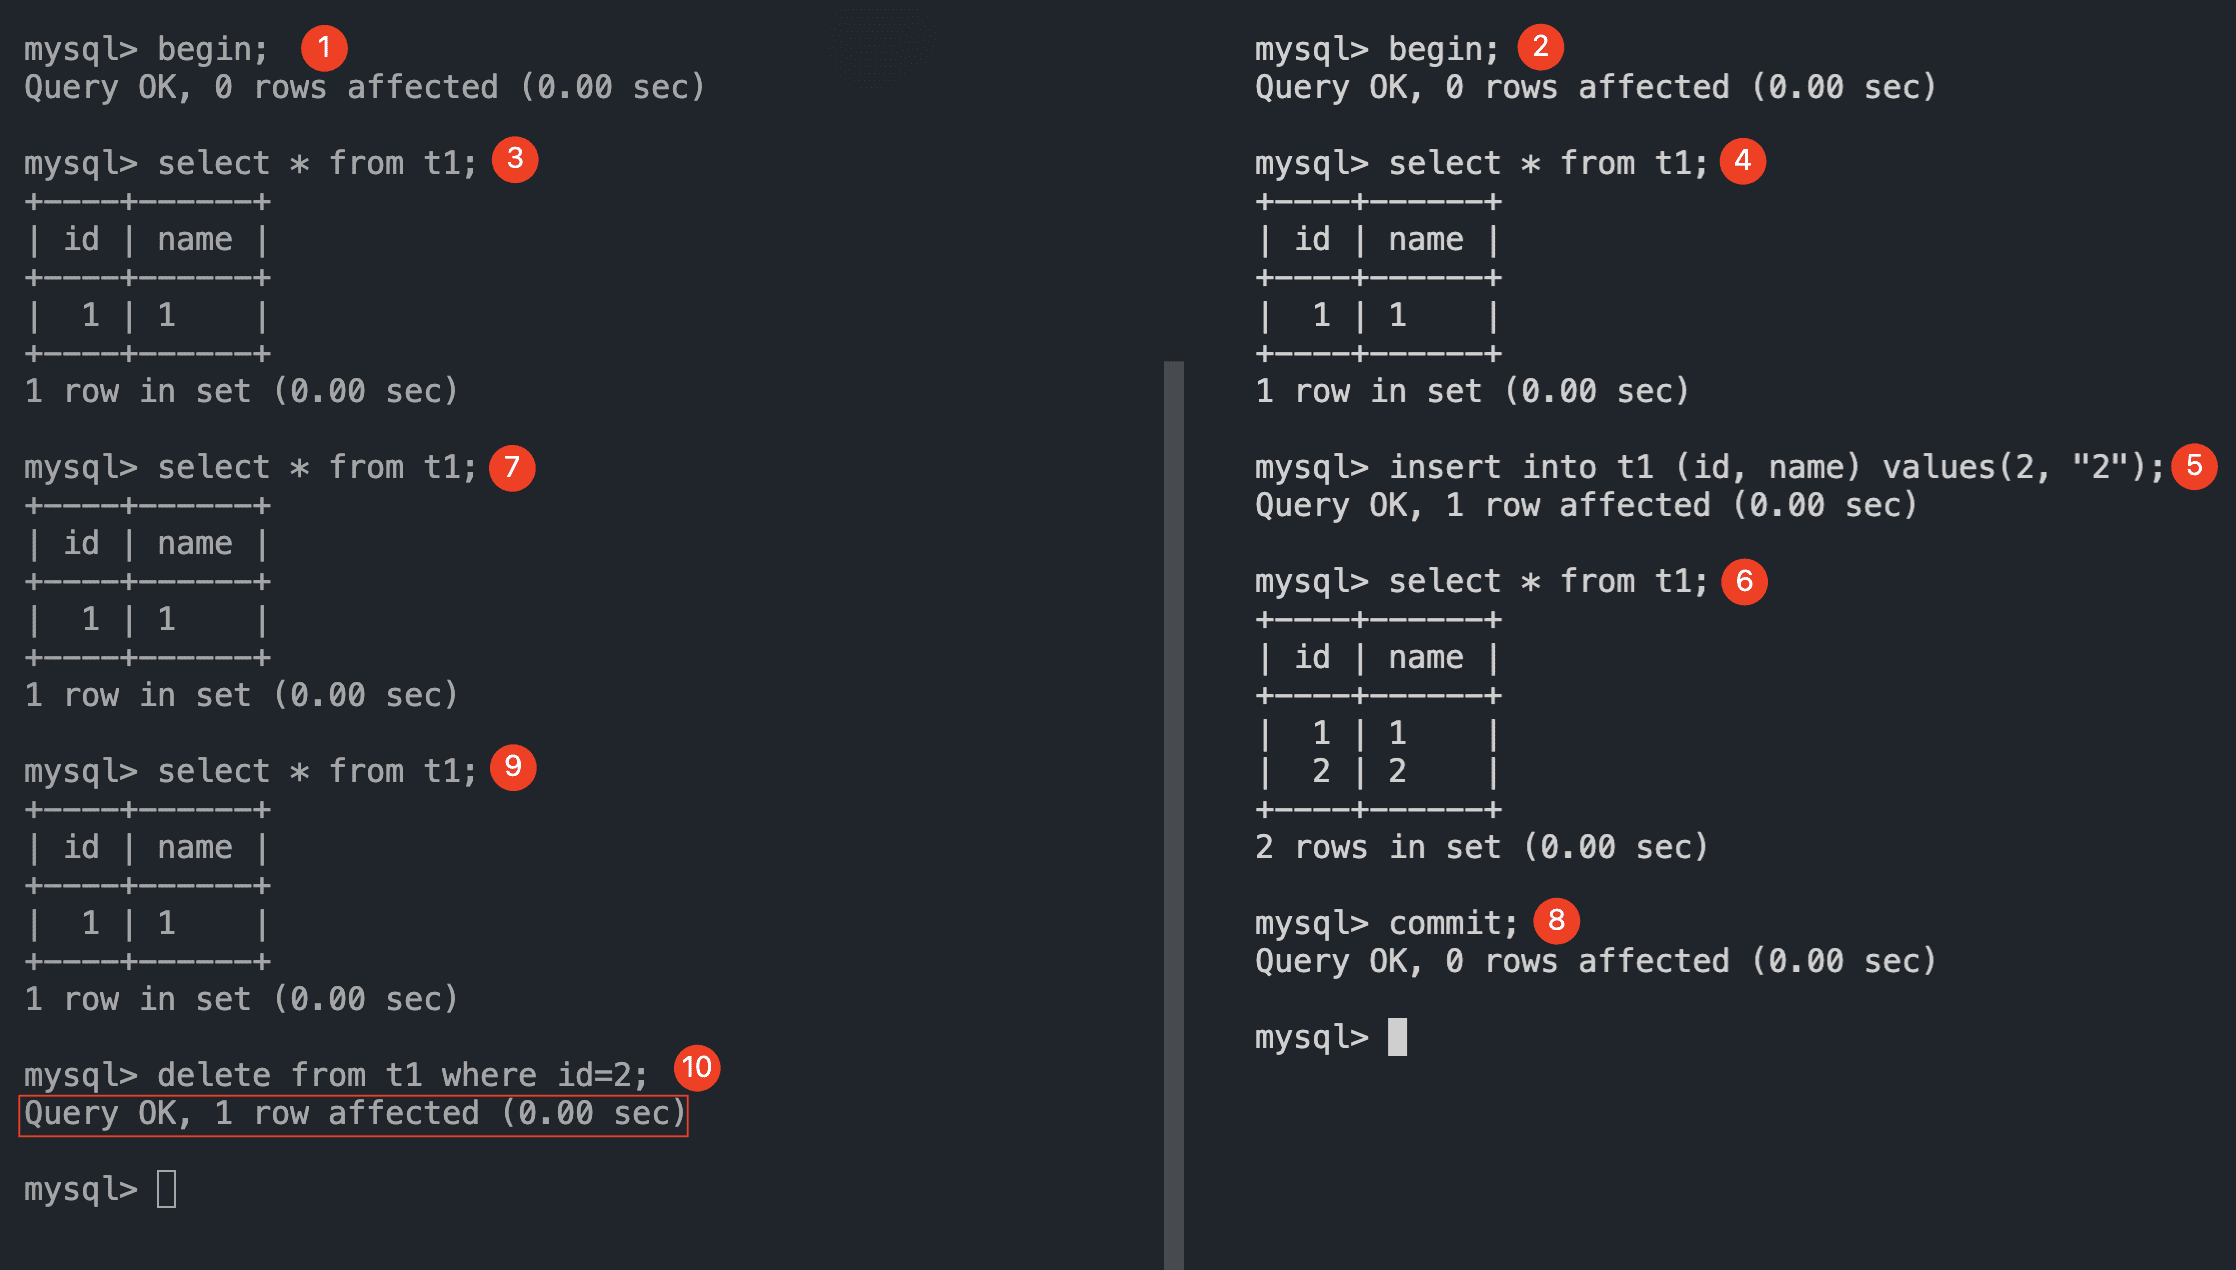 mysql> begin; 1
Query OK, 0 rows affected (0.00 sec)

mysql> select * from t1; 3
+----+------+
| id | name |
+----+------+
|  1 | 1    |
+----+------+
1 row in set (0.00 sec)

mysql> select * from t1; 7
+----+------+
| id | name |
+----+------+
|  1 | 1    |
+----+------+
1 row in set (0.00 sec)

mysql> select * from t1; 9
+----+------+
| id | name |
+----+------+
|  1 | 1    |
+----+------+
1 row in set (0.00 sec)

mysql> delete from t1 where id=2; 10
Query OK, 1 row affected (0.00 sec)

mysql>

mysql> begin; 2
Query OK, 0 rows affected (0.00 sec)

mysql> select * from t1; 4
+----+------+
| id | name |
+----+------+
|  1 | 1    |
+----+------+
1 row in set (0.00 sec)

mysql> insert into t1 (id, name) values(2, "2"); 5
Query OK, 1 row affected (0.00 sec)

mysql> select * from t1; 6
+----+------+
| id | name |
+----+------+
|  1 | 1    |
|  2 | 2    |
+----+------+
2 rows in set (0.00 sec)

mysql> commit; 8
Query OK, 0 rows affected (0.00 sec)

mysql>